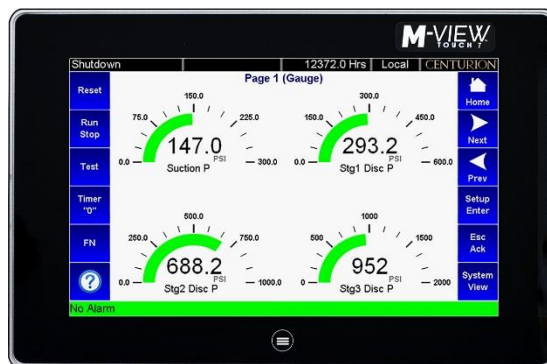 M-VIEW
TOUCH 7
Shutdown 12372.0 Hrs Local CENTURION
Page 1 (Gauge)
Reset
Run
Stop
Test
Timer
"0"
FN
?
0.0 75.0 150.0 225.0 300.0
147.0 PSI
Suction P
0.0 150.0 300.0 450.0 600.0
293.2 PSI
Stg1 Disc P
0.0 250.0 500.0 750.0 1000.0
688.2 PSI
Stg2 Disc P
0 500 1000 1500 2000
952 PSI
Stg3 Disc P
Home
Next
Prev
Setup
Enter
Esc
Ack
System
View
No Alarm